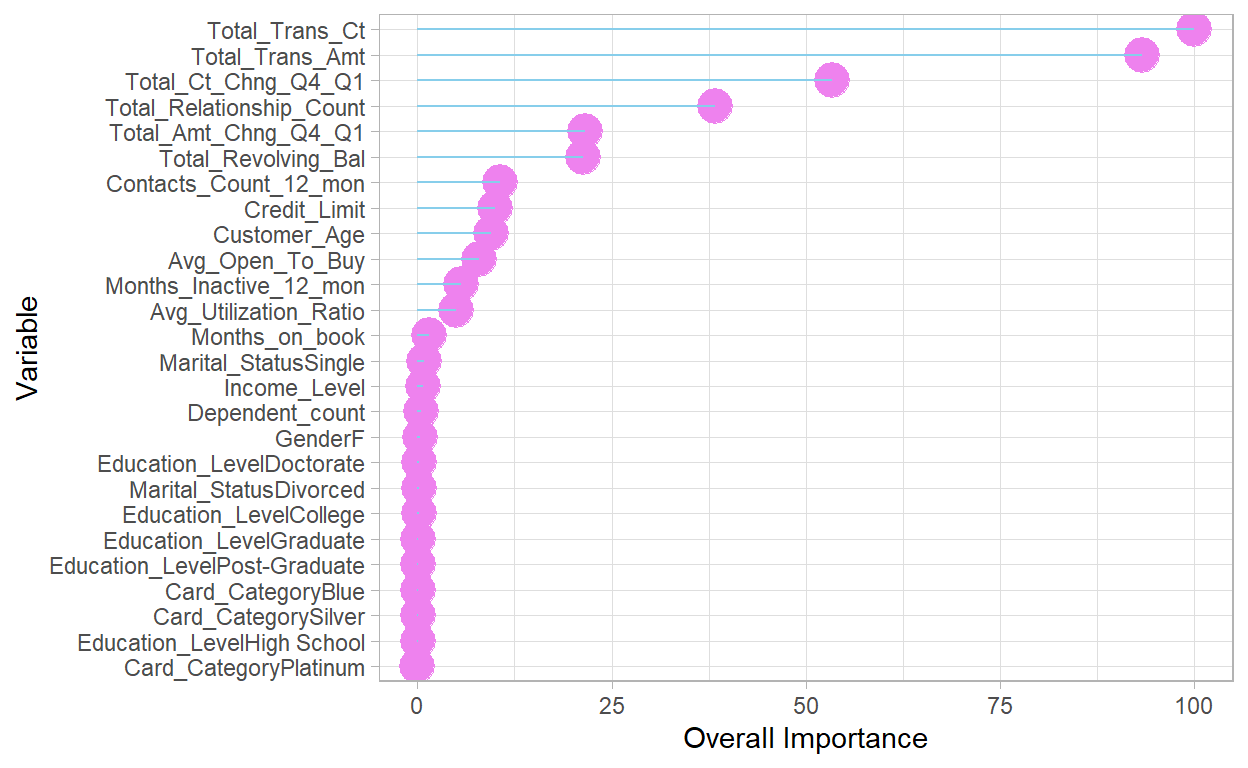 Total_Trans_Ct
Total_Trans_Amt
Total_Ct_Chng_Q4_Q1
Total_Relationship_Count
Total_Amt_Chng_Q4_Q1
Total_Revolving_Bal
Contacts_Count_12_mon
Credit_Limit
Customer_Age
Avg_Open_To_Buy
Months_Inactive_12_mon
Avg_Utilization_Ratio
Months_on_book
Marital_StatusSingle
Income_Level
Dependent_count
GenderF
Education_LevelDoctorate
Marital_StatusDivorced
Education_LevelCollege
Education_LevelGraduate
Education_LevelPost-Graduate
Card_CategoryBlue
Card_CategorySilver
Education_LevelHigh School
Card_CategoryPlatinum
Variable
0 25 50 75 100
Overall Importance